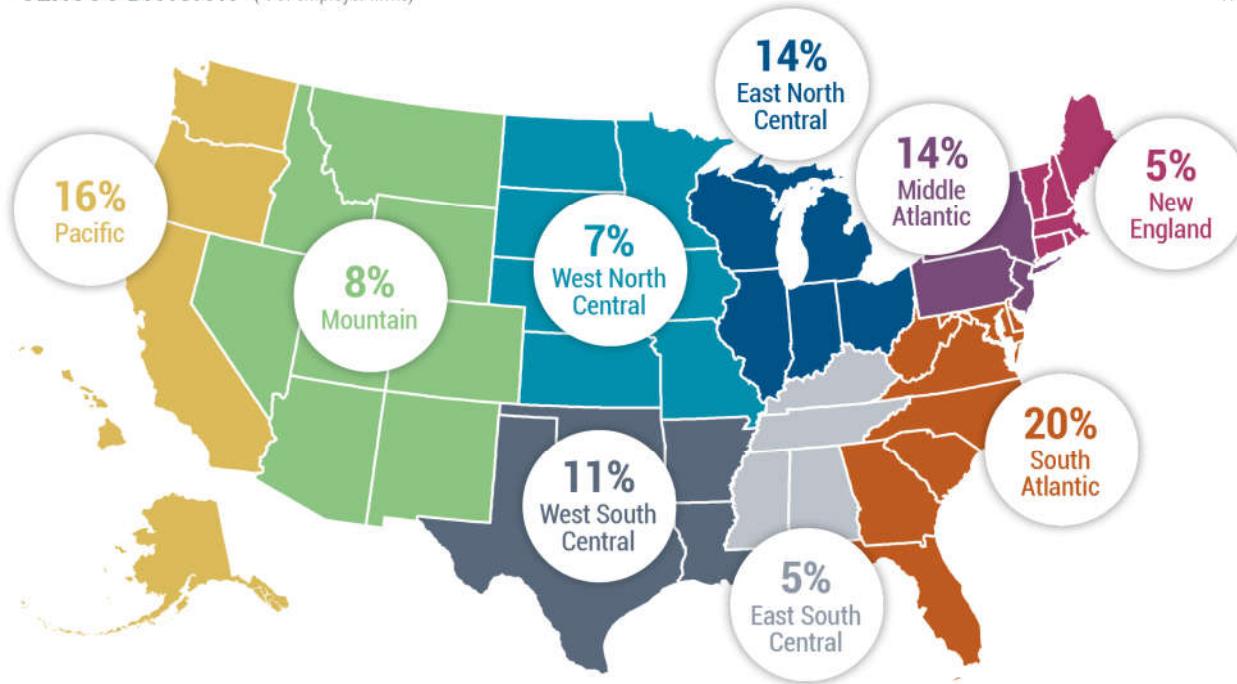 14%
East North
Central
14%
Middle
Atlantic
5%
New
England
16%
Pacific
7%
West North
Central
8%
Mountain
20%
South
Atlantic
11%
West South
Central
5%
East South
Central